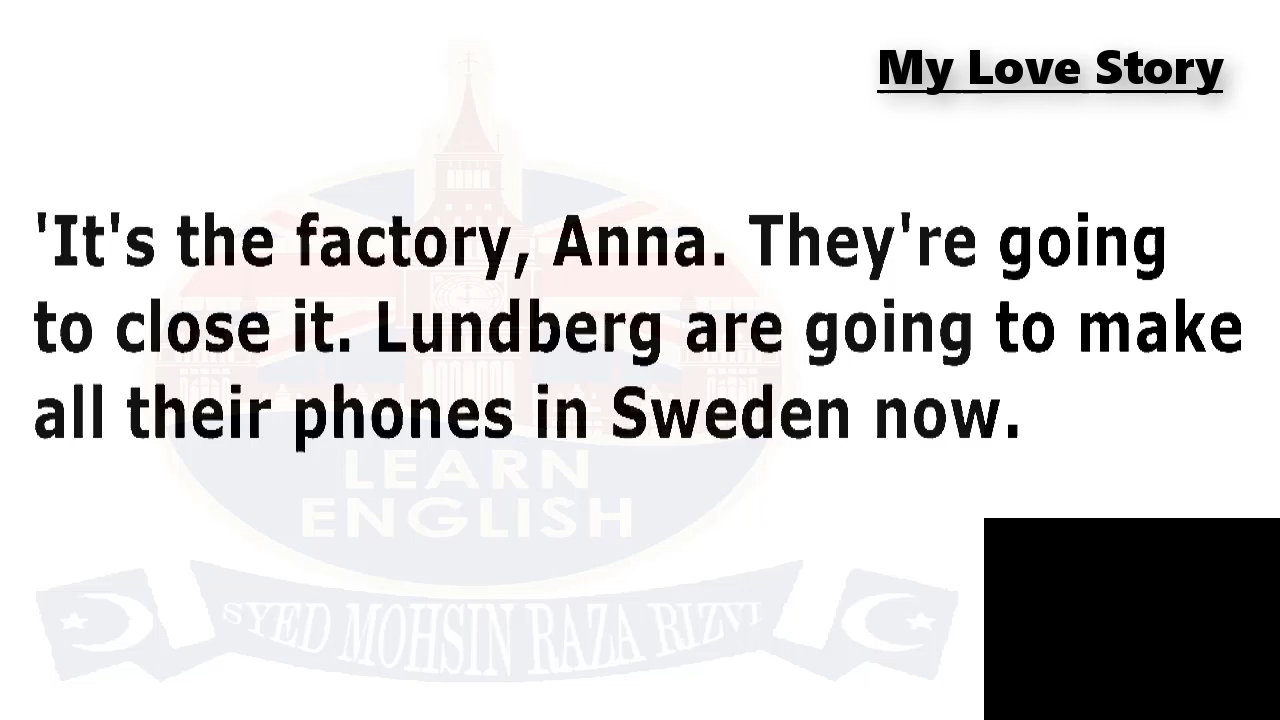 My Love Story
'It's the factory, Anna. They're going
to close it. Lundberg are going to make
all their phones in Sweden now.
LEARN
ENGLISH
SYED MOHSIN RAZA RIZVI